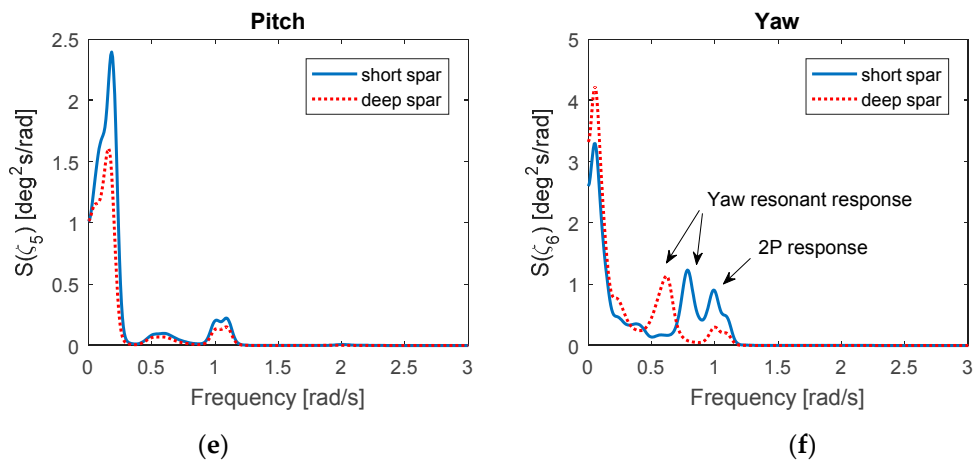 Pitch
2.5
2
1.5
1
0.5
0
0
0.5
1
1.5
2
2.5
3
S(ζ5) [deg2s/rad]
Frequency [rad/s]
short spar
deep spar
(e)
Yaw
5
4
3
2
1
0
0
0.5
1
1.5
2
2.5
3
S(ζ6) [deg2s/rad]
Frequency [rad/s]
short spar
deep spar
Yaw resonant response
2P response
(f)